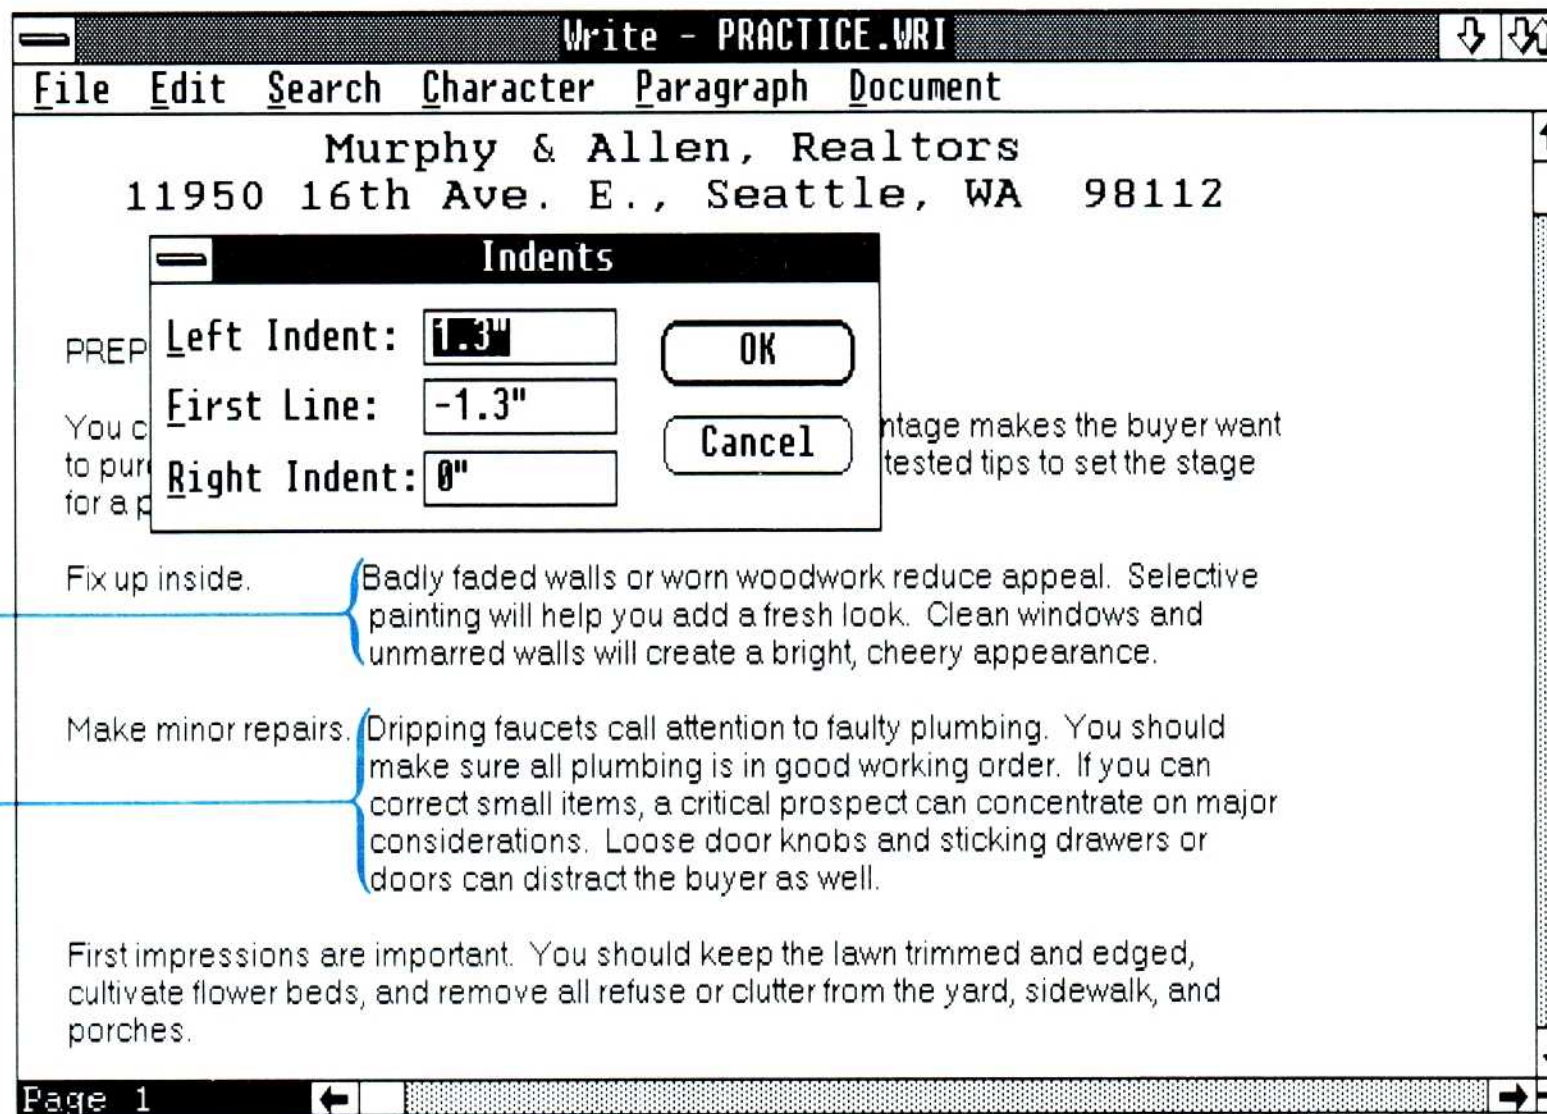 Write - PRACTICE.WRI
File Edit Search Character Paragraph Document
Murphy & Allen, Realtors
11950 16th Ave. E., Seattle, WA 98112
Indents
Left Indent: 1.3"
OK
First Line: -1.3"
Cancel
Right Indent: 0"
PREP
You c ntage makes the buyer want
to pur tested tips to set the stage
for a p
Fix up inside. Badly faded walls or worn woodwork reduce appeal. Selective
painting will help you add a fresh look. Clean windows and
unmarred walls will create a bright, cheery appearance.
Make minor repairs. Dripping faucets call attention to faulty plumbing. You should
make sure all plumbing is in good working order. If you can
correct small items, a critical prospect can concentrate on major
considerations. Loose door knobs and sticking drawers or
doors can distract the buyer as well.
First impressions are important. You should keep the lawn trimmed and edged,
cultivate flower beds, and remove all refuse or clutter from the yard, sidewalk, and
porches.
Page 1